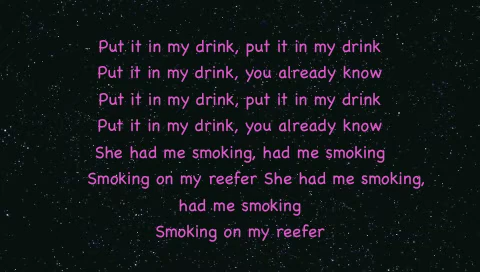 Put it in my drink, put it in my drink
Put it in my drink, you already know
Put it in my drink, put it in my drink
Put it in my drink, you already know
She had me smoking, had me smoking
Smoking on my reefer She had me smoking,
had me smoking
Smoking on my reefer